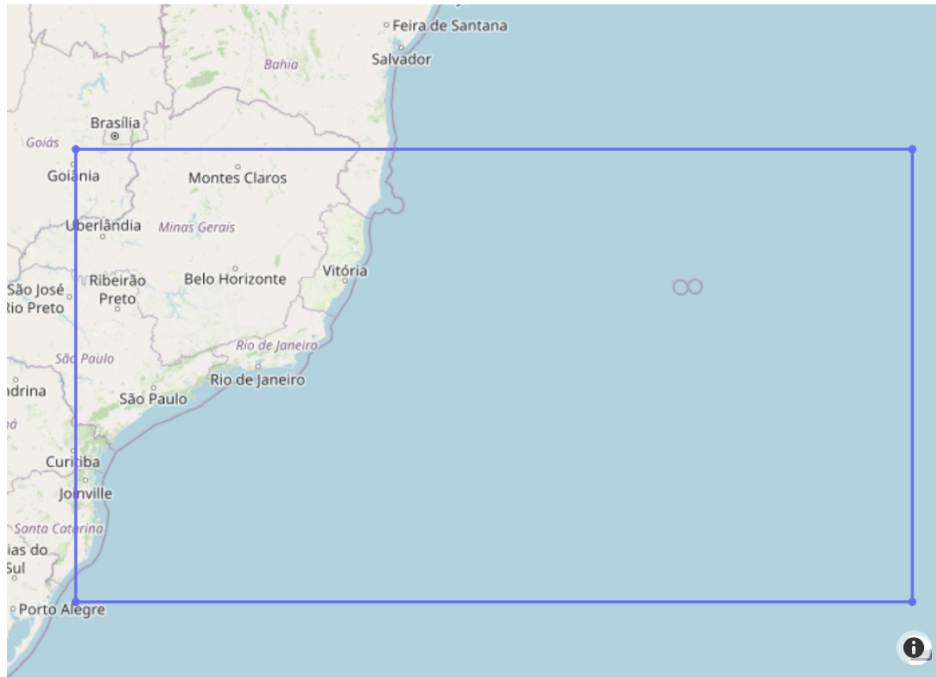 Feira de Santana
Salvador
Bahia
Brasília
Goiás
Goiânia
Montes Claros
Uberlândia
Minas Gerais
Vitória
Belo Horizonte
Ribeirão
Preto
São José
Rio Preto
Rio de Janeiro
São Paulo
Rio de Janeiro
ndrina
São Paulo
ná
Curitiba
Joinville
Santa Catarina
ias do
Sul
Porto Alegre